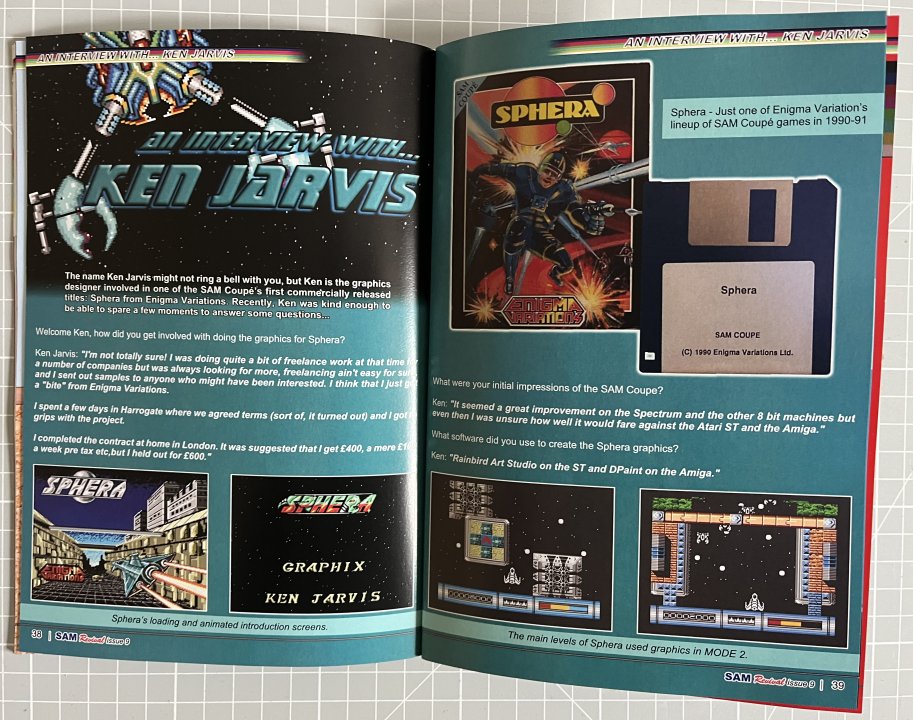 AN INTERVIEW WITH... KEN JARVIS
AN INTERVIEW WITH...
KEN JARVIS
The name Ken Jarvis might not ring a bell with you, but Ken is the graphics
designer involved in one of the SAM Coupé's first commercially released
titles: Sphera from Enigma Variations. Recently, Ken was kind enough to
be able to spare a few moments to answer some questions...
Welcome Ken, how did you get involved with doing the graphics for Sphera?
Ken Jarvis: "I'm not totally sure! I was doing quite a bit of freelance work at that time
a number of companies but was always looking for more, freelancing ain't easy for
and I sent out samples to anyone who might have been interested. I think that I just
a "bite" from Enigma Variations.
I spent a few days in Harrogate where we agreed terms (sort of, it turned out) and I
grips with the project.
I completed the contract at home in London. It was suggested that I get £400, a mere
a week pre tax etc,but I held out for £600."
SPHERA
ENIGMA
VARIATIONS
SPHERA
GRAPHIX
KEN JARVIS
Sphera's loading and animated introduction screens.
38 | SAM Revival issue 9
AN INTERVIEW WITH... KEN JARVIS
SAM
COUPE
SPHERA
ENIGMA
VARIATIONS
Sphera - Just one of Enigma Variation's
lineup of SAM Coupé games in 1990-91
Sphera
SAM COUPE
(C) 1990 Enigma Variations Ltd.
What were your initial impressions of the SAM Coupe?
Ken: "It seemed a great improvement on the Spectrum and the other 8 bit machines but
even then I was unsure how well it would fare against the Atari ST and the Amiga."
What software did you use to create the Sphera graphics?
Ken: "Rainbird Art Studio on the ST and DPaint on the Amiga."
The main levels of Sphera used graphics in MODE 2.
SAM Revival issue 9 | 39